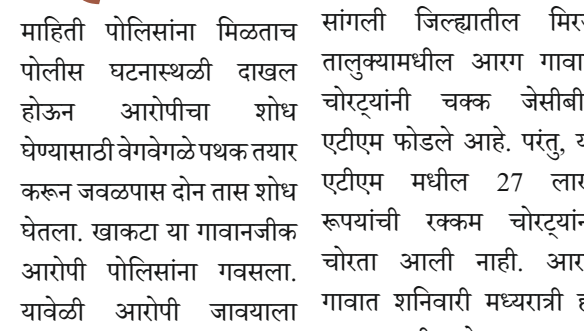 माहिती पोलिसांना मिळताच
पोलीस घटनास्थळी दाखल
होऊन आरोपीचा शोध
घेण्यासाठी वेगवेगळे पथक तयार
करून जवळपास दोन तास शोध
घेतला. खाकटा या गावानजीक
आरोपी पोलिसांना गवसला.
यावेळी आरोपी जावयाला
सांगली जिल्ह्यातील
तालुक्यामधील आरग
चोरट्यांनी चक्क
एटीएम फोडले आहे. परंतु,
एटीएम मधील 27
रूपयांची रक्कम
चोरता आली नाही.
गावात शनिवारी मध्यरात्री